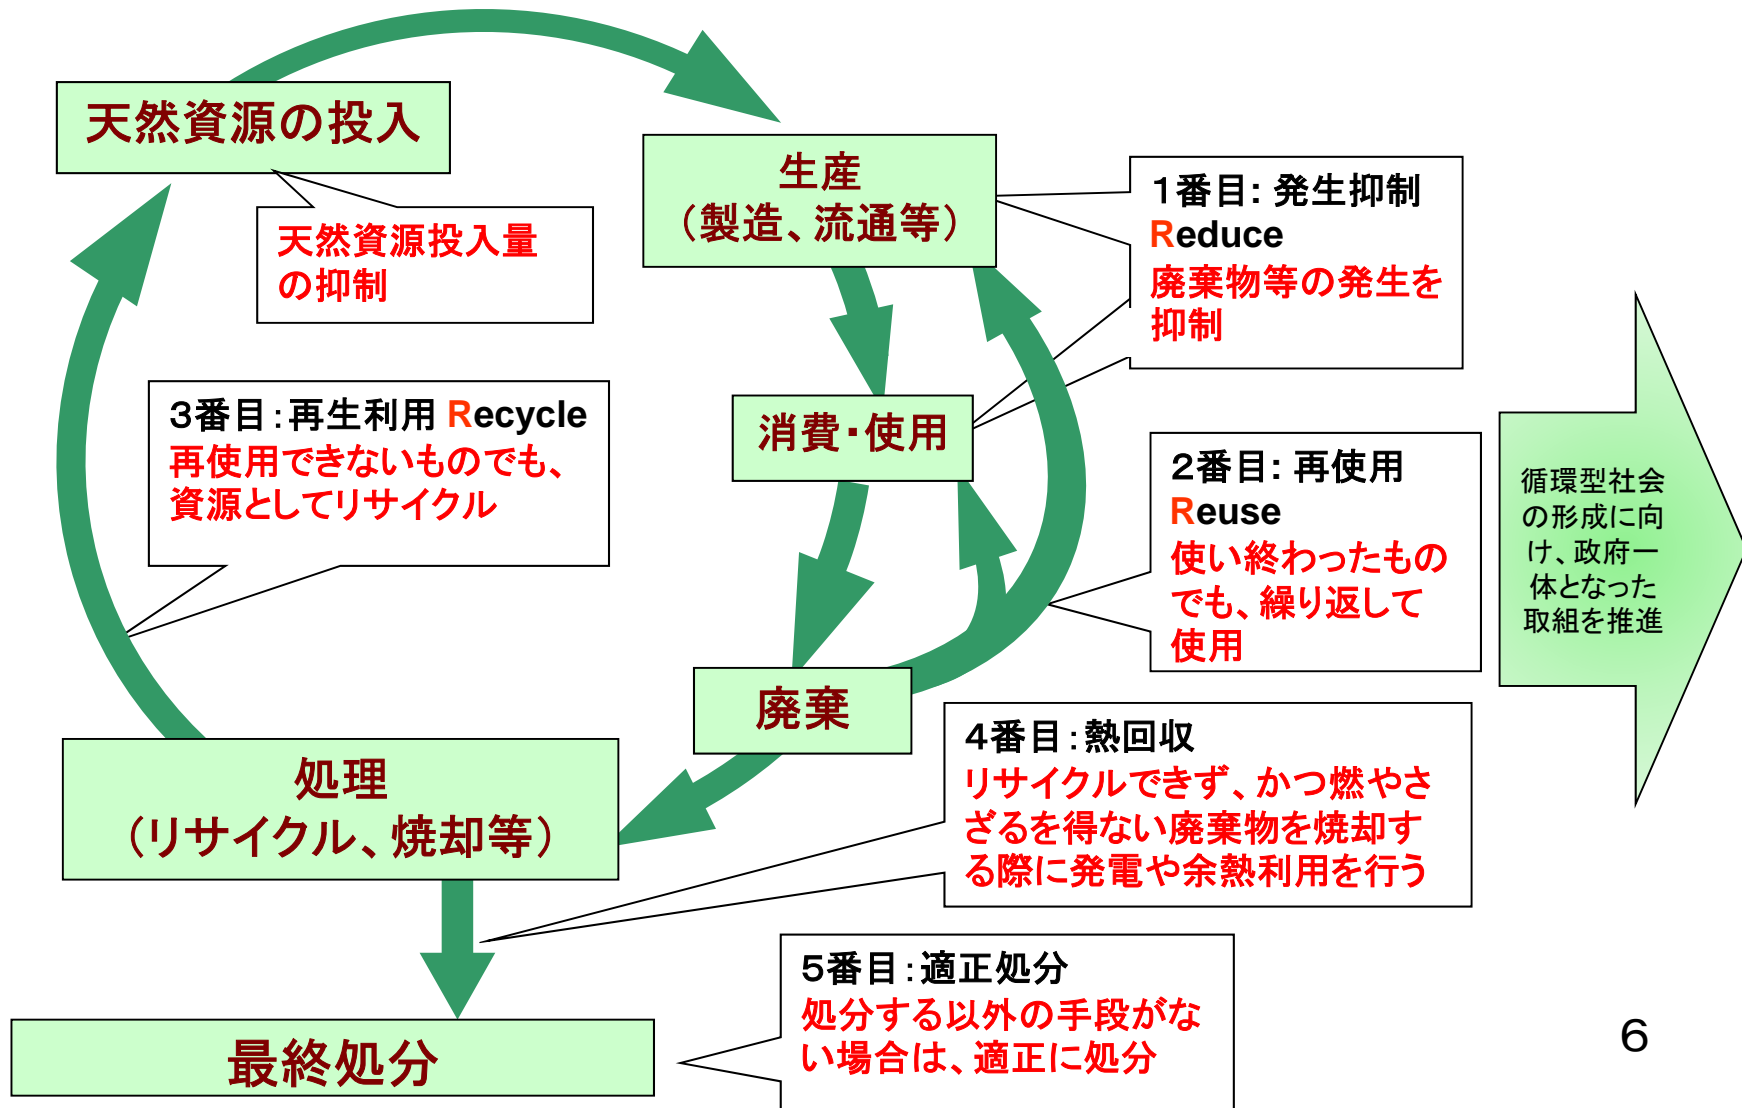 天然資源の投入
天然資源投入量
の抑制
生産
（製造、流通等）
１番目：発生抑制
Reduce
廃棄物等の発生を
抑制
３番目：再生利用 Recycle
再使用できないものでも、
資源としてリサイクル
消費・使用
２番目：再使用
Reuse
使い終わったもの
でも、繰り返して
使用
循環型社会
の形成に向
け、政府一
体となった
取組を推進
廃棄
処理
（リサイクル、焼却等）
４番目：熱回収
リサイクルできず、かつ燃やさ
ざるを得ない廃棄物を焼却す
る際に発電や余熱利用を行う
５番目：適正処分
処分する以外の手段がな
い場合は、適正に処分
最終処分
6